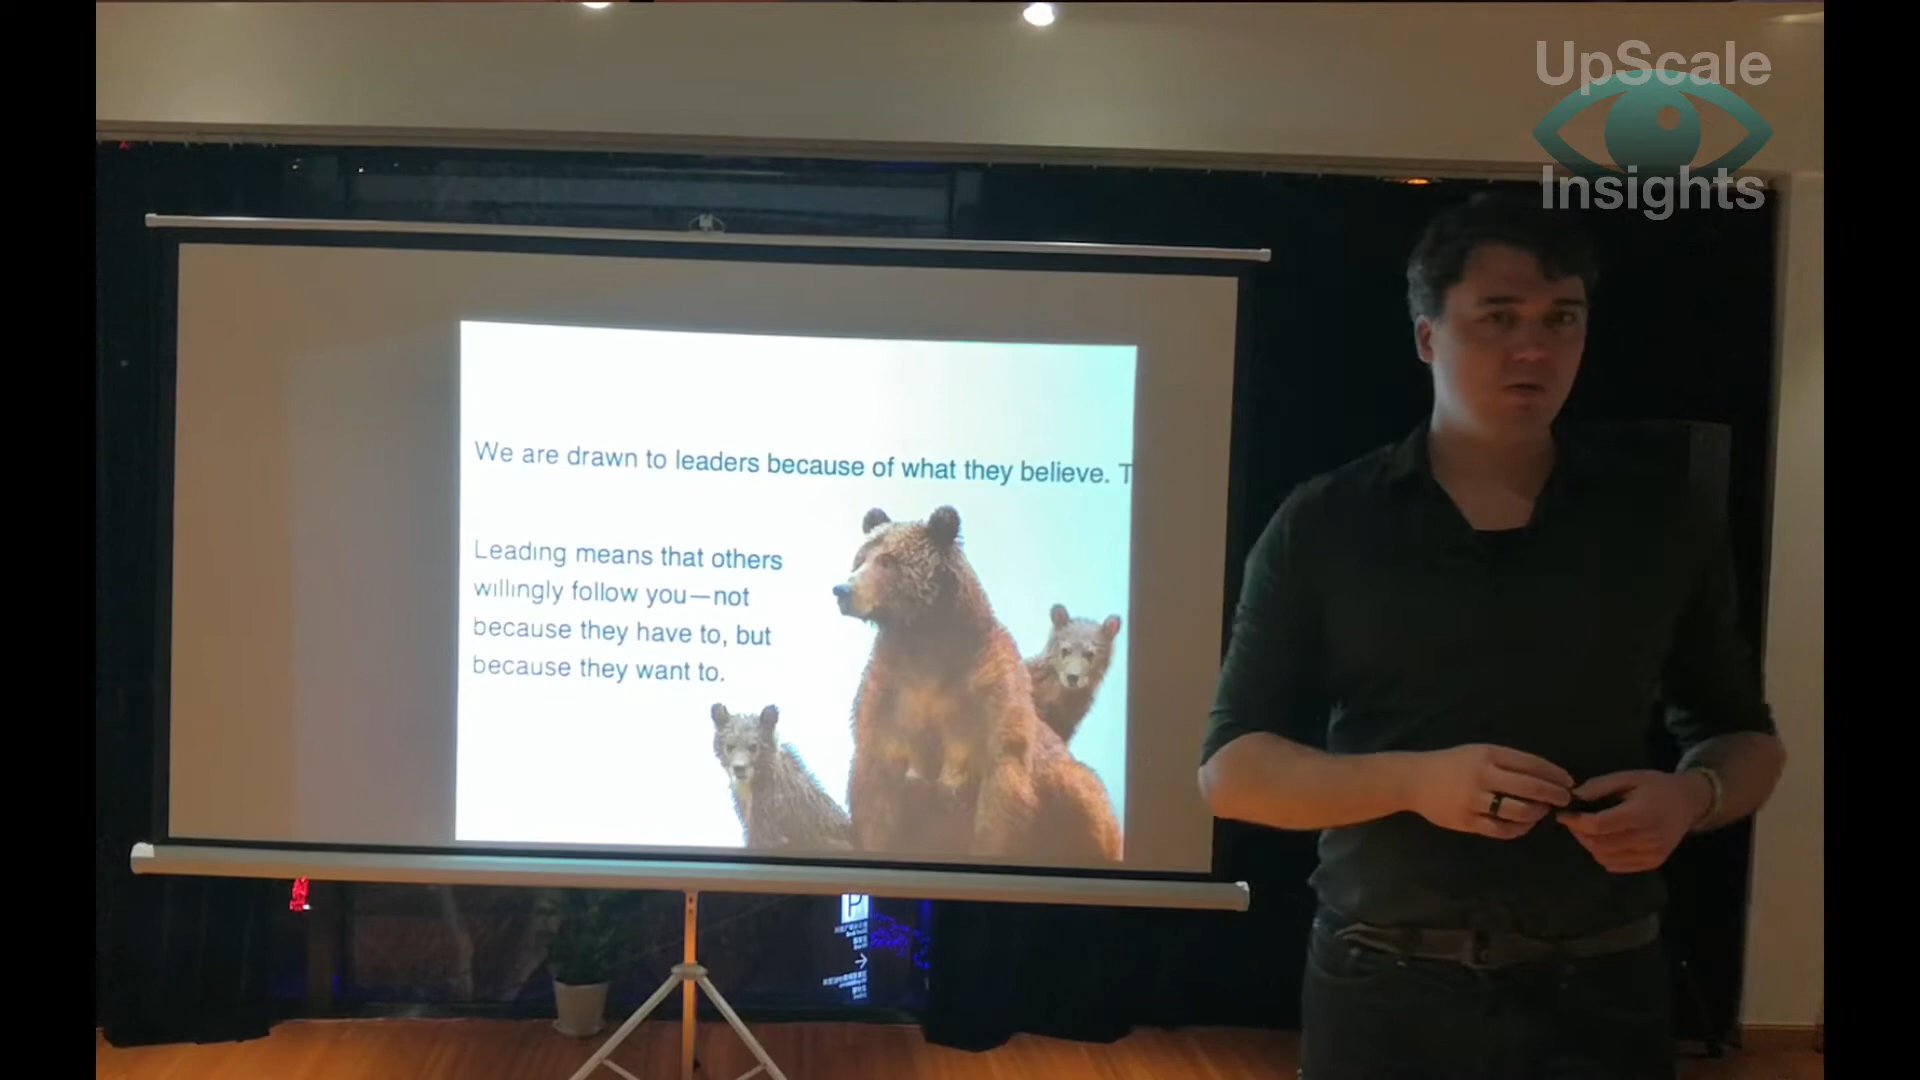 UpScale
Insights
We are drawn to leaders because of what they believe. T
Leading means that others
willingly follow you—not
because they have to, but
because they want to.
P
→